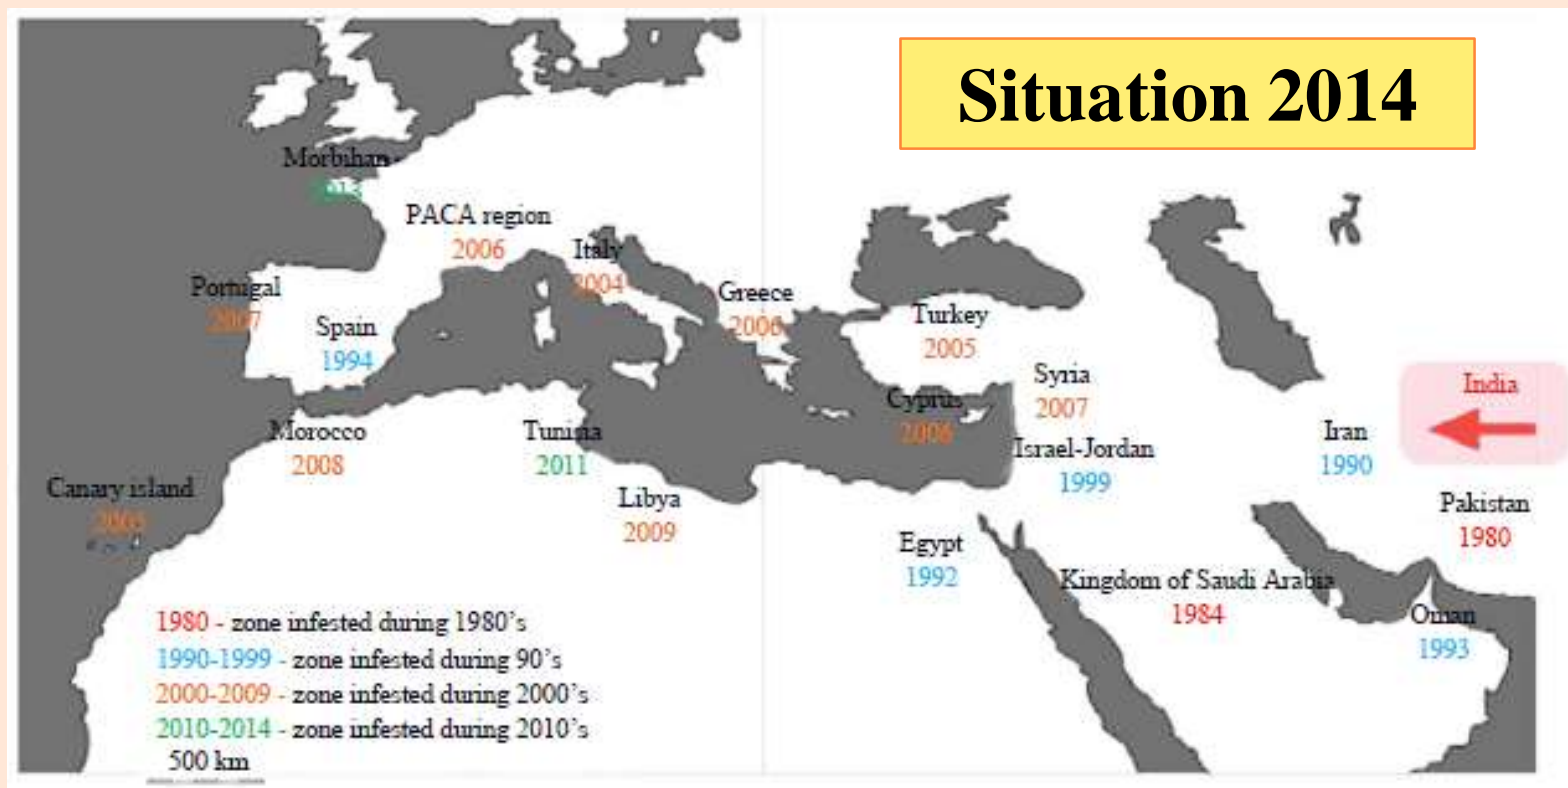 Situation 2014
Morbihan
PACA region
2006
Italy
2004
Portugal
2007
Spain
1994
Greece
2006
Turkey
2005
Syria
2007
Cyprus
2006
India
Iran
1990
Israel-Jordan
1999
Morocco
2008
Tunisia
2011
Canary island
2005
Libya
2009
Pakistan
1980
Egypt
1992
Kingdom of Saudi Arabia
1984
Oman
1993
1980 - zone infested during 1980's
1990-1999 - zone infested during 90's
2000-2009 - zone infested during 2000's
2010-2014 - zone infested during 2010's
500 km